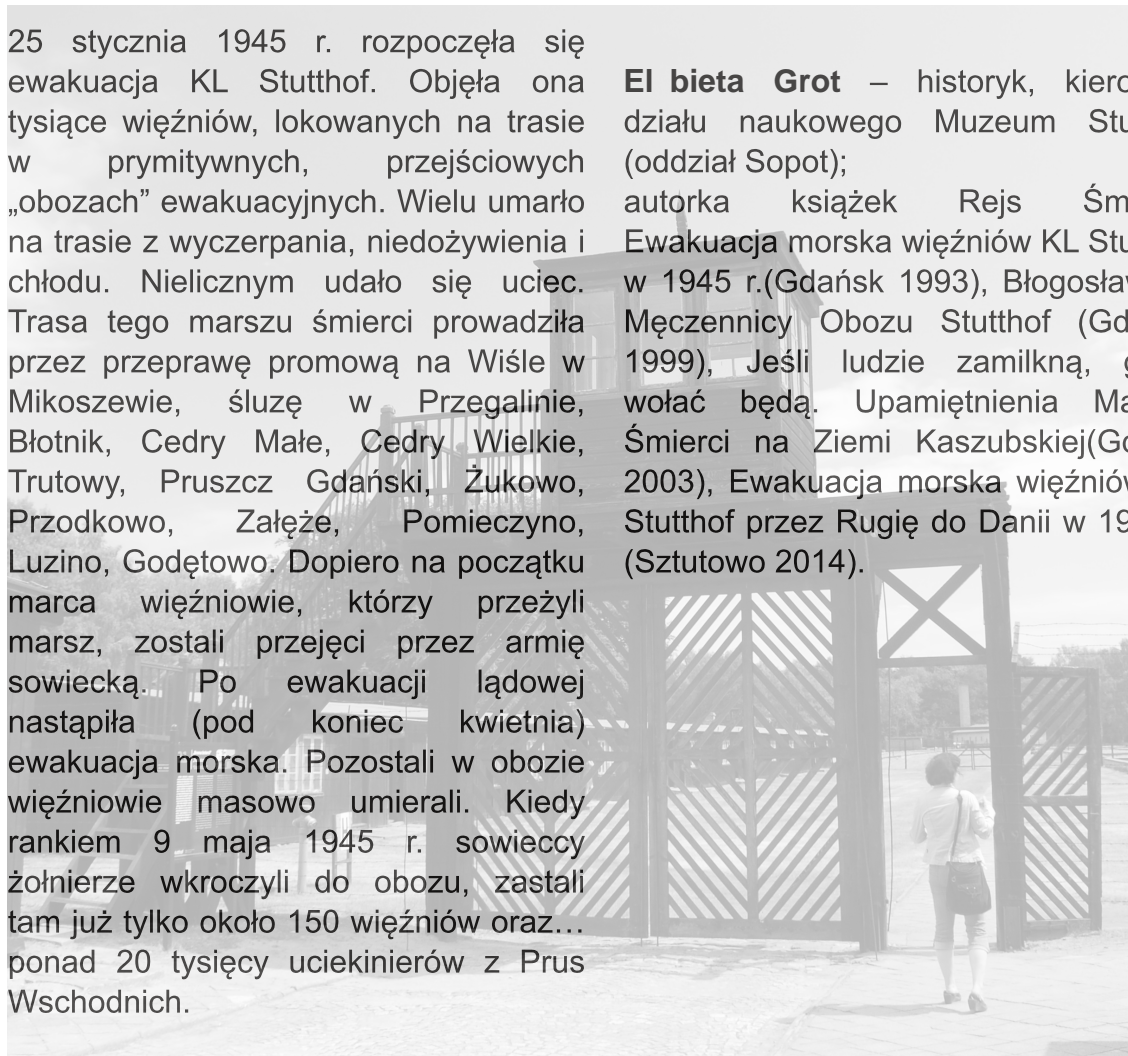 25 stycznia 1945 r. rozpoczęła się
ewakuacja KL Stutthof. Objęła ona
tysiące więźniów, lokowanych na trasie
w prymitywnych, przejściowych
„obozach” ewakuacyjnych. Wielu umarło
na trasie z wyczerpania, niedożywienia i
chłodu. Nielicznym udało się uciec.
Trasa tego marszu śmierci prowadziła
przez przeprawę promową na Wiśle w
Mikoszewie, śluzę w Przegalinie,
Błotnik, Cedry Małe, Cedry Wielkie,
Trutowy, Pruszcz Gdański, Żukowo,
Przodkowo, Załęże, Pomieczyno,
Luzino, Godętowo. Dopiero na początku
marca więźniowie, którzy przeżyli
marsz, zostali przejęci przez armię
sowiecką. Po ewakuacji lądowej
nastąpiła (pod koniec kwietnia)
ewakuacja morska. Pozostali w obozie
więźniowie masowo umierali. Kiedy
rankiem 9 maja 1945 r. sowieccy
żołnierze wkroczyli do obozu, zastali
tam już tylko około 150 więźniów oraz…
ponad 20 tysięcy uciekinierów z Prus
Wschodnich.
El bieta Grot – historyk,
działu naukowego Muzeum
(oddział Sopot);
autorka książek Rejs
Ewakuacja morska więźniów KL
w 1945 r.(Gdańsk 1993),
Męczennicy Obozu Stutthof
1999), Jeśli ludzie zamilkną,
wołać będą. Upamiętnienia
Śmierci na Ziemi Kaszubskiej
2003), Ewakuacja morska
Stutthof przez Rugię do Danii w
(Sztutowo 2014).